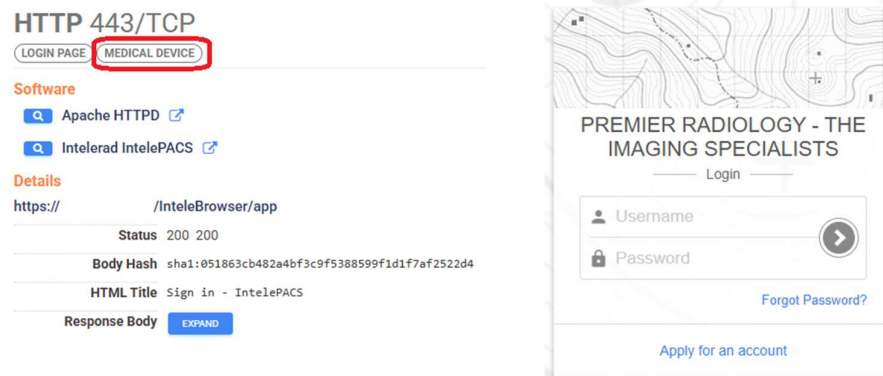 HTTP 443/TCP
LOGIN PAGE MEDICAL DEVICE
Software
Apache HTTPD
Intelerad IntelePACS
Details
https:// /InteleBrowser/app
Status 200 200
Body Hash sha1:051863cb482a4bf3c9f5388599f1d1f7af2522d4
HTML Title Sign in - IntelePACS
Response Body EXPAND
PREMIER RADIOLOGY - THE
IMAGING SPECIALISTS
Login
Username
Password
Forgot Password?
Apply for an account